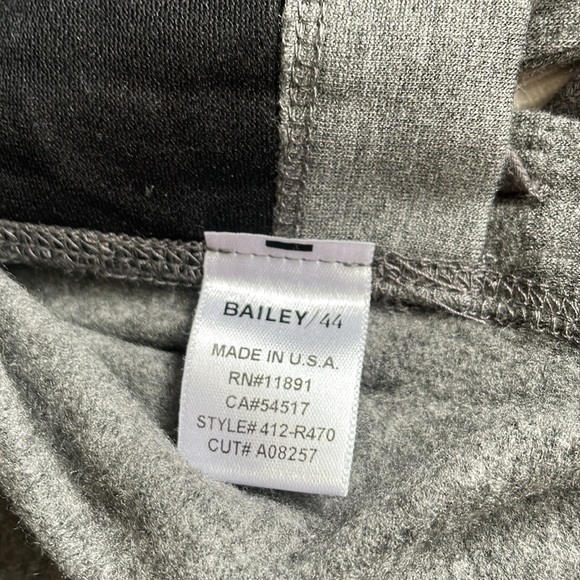 BAILEY/44
MADE IN U.S.A.
RN#11891
CA#54517
STYLE# 412-R470
CUT# A08257